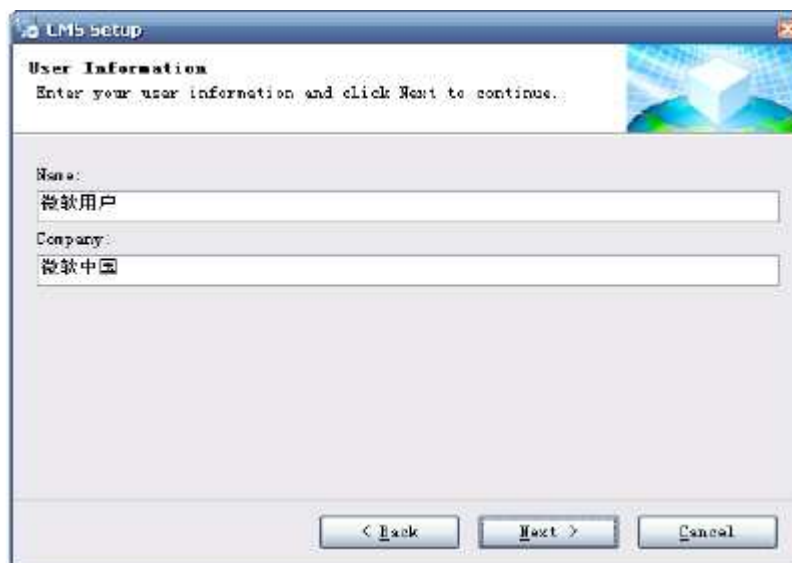 CMS Setup
User Information
Enter your user information and click Next to continue.
Name:
微软用户
Company:
微软中国
< Back
Next >
Cancel